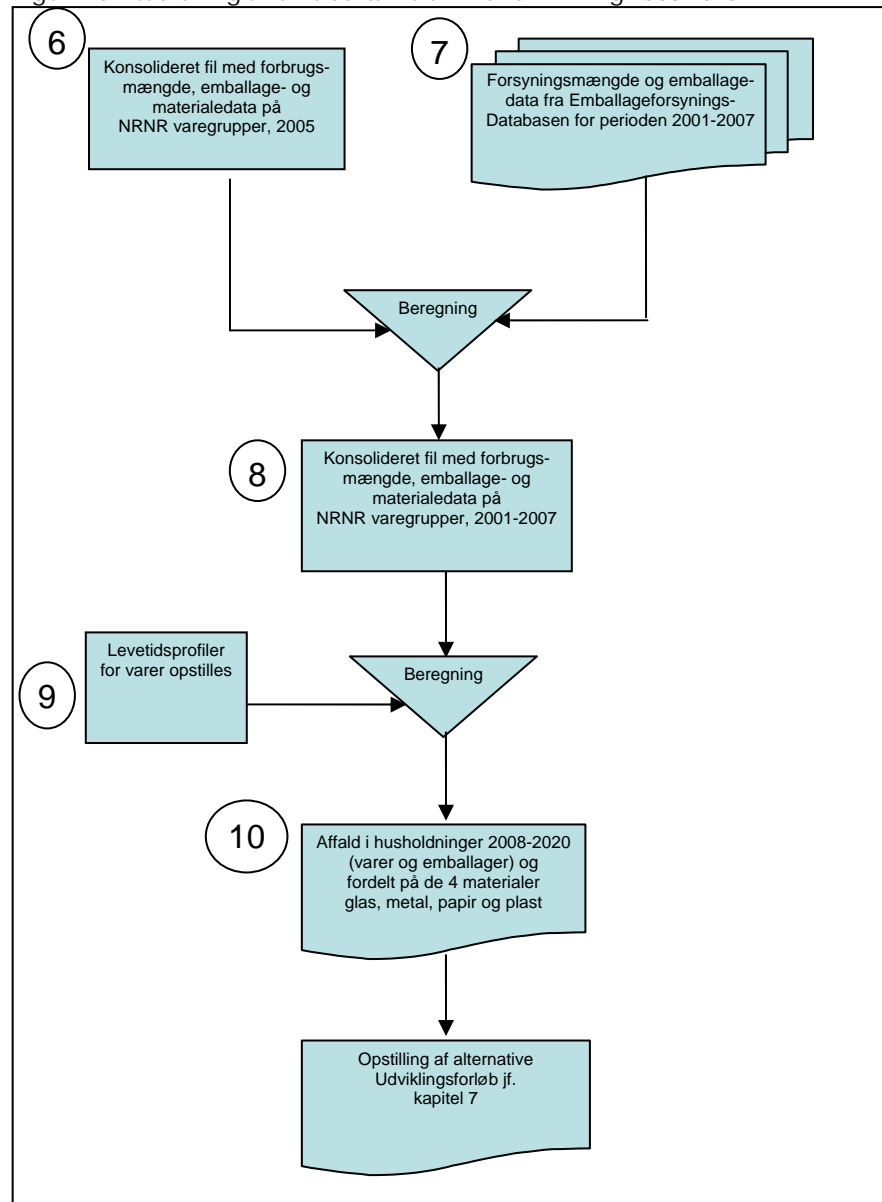 6
Konsolideret fil med forbrugs-
mængde, emballage- og
materialedata på
NRNR varegrupper, 2005
7
Forsyningsmængde og emballage-
data fra Emballageforsynings-
Databasen for perioden 2001-2007
Beregning
8
Konsolideret fil med forbrugs-
mængde, emballage- og
materialedata på
NRNR varegrupper, 2001-2007
9
Levetidsprofiler
for varer opstilles
Beregning
10
Affald i husholdninger 2008-2020
(varer og emballager) og
fordelt på de 4 materialer
glas, metal, papir og plast
Opstilling af alternative
Udviklingsforløb jf.
kapitel 7